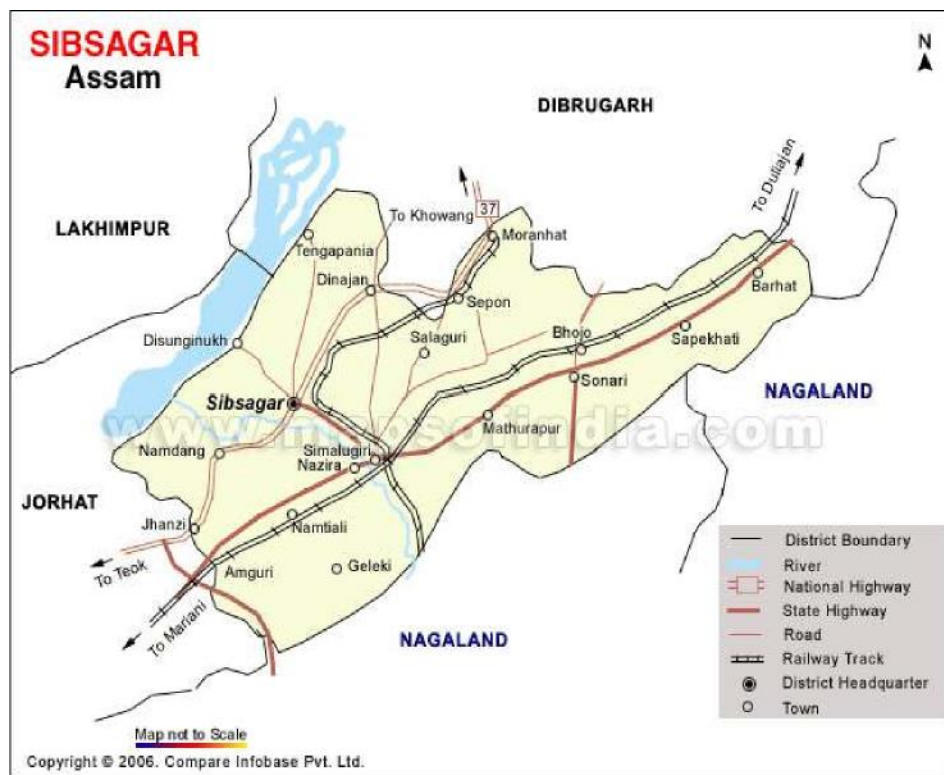 SIBSAGAR
Assam
N
DIBRUGARH
To Duliajan
LAKHIMPUR
To Khowang
37
Moranhat
Tengapania
Dinajan
Barhat
Sepon
Disunginukh
Salaguri
Bhojo
Sapekhati
Sonari
NAGALAND
Sibsagar
www.mapsofindia.com
Mathurapur
Namdang
Simalugiri
Nazira
JORHAT
Jhanzi
Namtiali
To Teok
Amguri
Geleki
To Mariani
NAGALAND
District Boundary
River
National Highway
State Highway
Road
Railway Track
District Headquarter
Town
Map not to Scale
Copyright © 2006. Compare Infobase Pvt. Ltd.